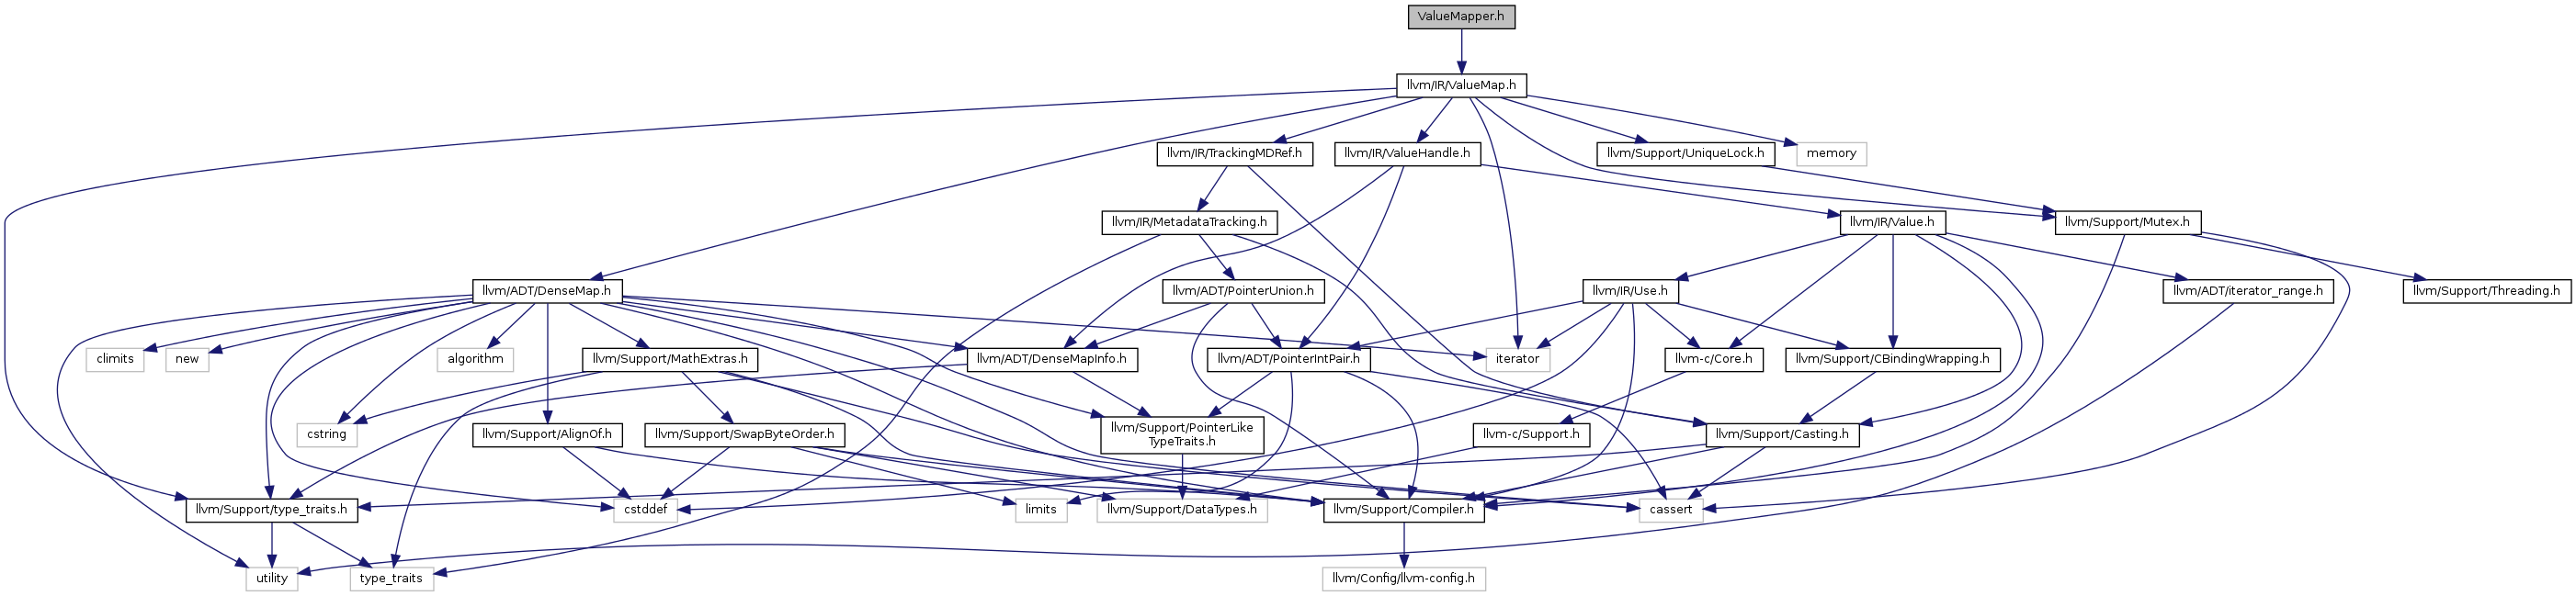 ValueMapper.h
llvm/IR/ValueMap.h
llvm/IR/TrackingMDRef.h
llvm/IR/ValueHandle.h
llvm/Support/UniqueLock.h
memory
llvm/IR/MetadataTracking.h
llvm/IR/Value.h
llvm/Support/Mutex.h
llvm/ADT/DenseMap.h
llvm/ADT/PointerUnion.h
llvm/IR/Use.h
llvm/ADT/iterator_range.h
llvm/Support/Threading.h
climits
new
algorithm
llvm/Support/MathExtras.h
llvm/ADT/DenseMapInfo.h
llvm/ADT/PointerIntPair.h
iterator
llvm-c/Core.h
llvm/Support/CBindingWrapping.h
cstring
llvm/Support/AlignOf.h
llvm/Support/SwapByteOrder.h
llvm/Support/PointerLike
TypeTraits.h
llvm-c/Support.h
llvm/Support/Casting.h
llvm/Support/type_traits.h
cstddef
limits
llvm/Support/DataTypes.h
llvm/Support/Compiler.h
cassert
utility
type_traits
llvm/Config/llvm-config.h